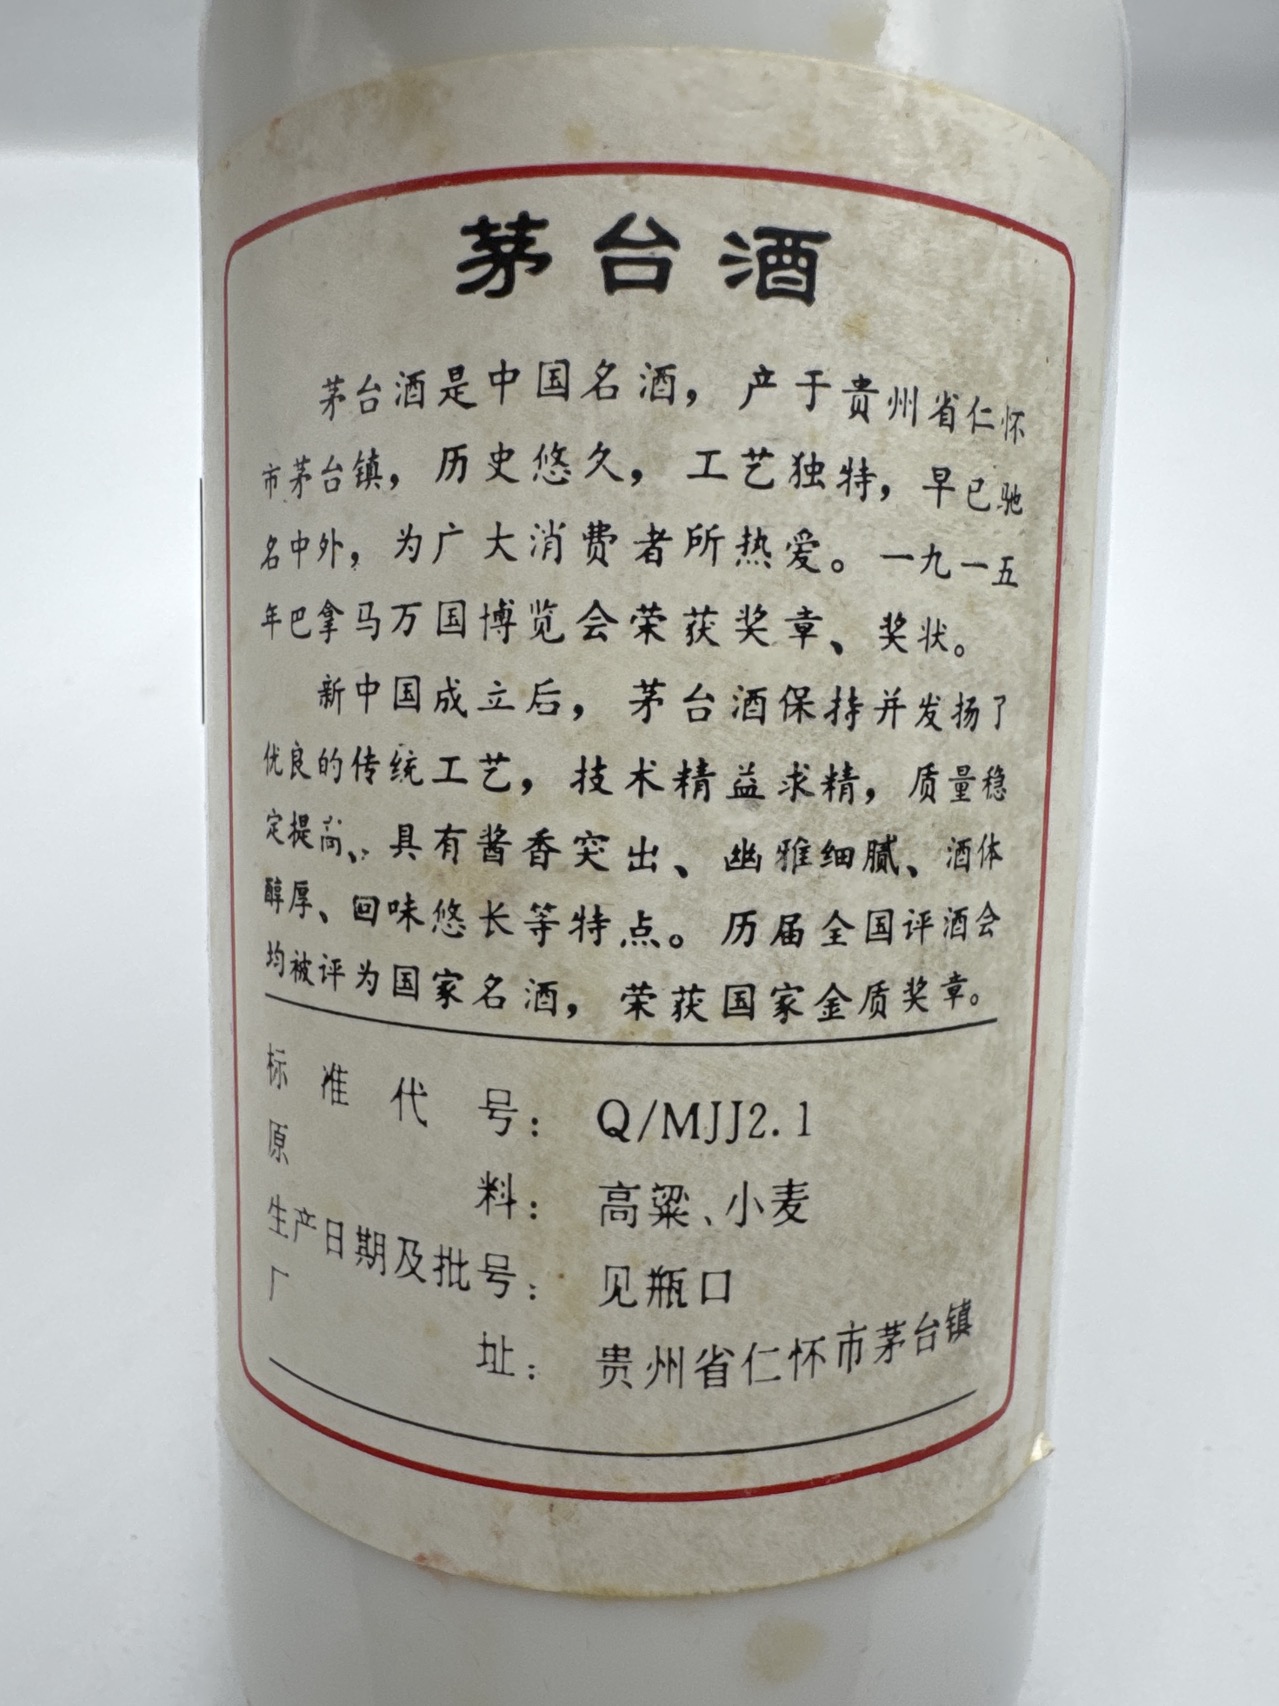 茅台酒
茅台酒是中国名酒，产于贵州省仁怀
市茅台镇，历史悠久，工艺独特，早已驰
名中外，为广大消费者所热爱。一九一五
年巴拿马万国博览会荣获奖章、奖状。
新中国成立后，茅台酒保持并发扬了
优良的传统工艺，技术精益求精，质量稳
定提高、具有酱香突出、幽雅细腻、酒体
醇厚、回味悠长等特点。历届全国评酒会
均被评为国家名酒，荣获国家金质奖章。
标准代号：Q/MJJ2.1
原料：高粱、小麦
生产日期及批号：见瓶口
厂址：贵州省仁怀市茅台镇